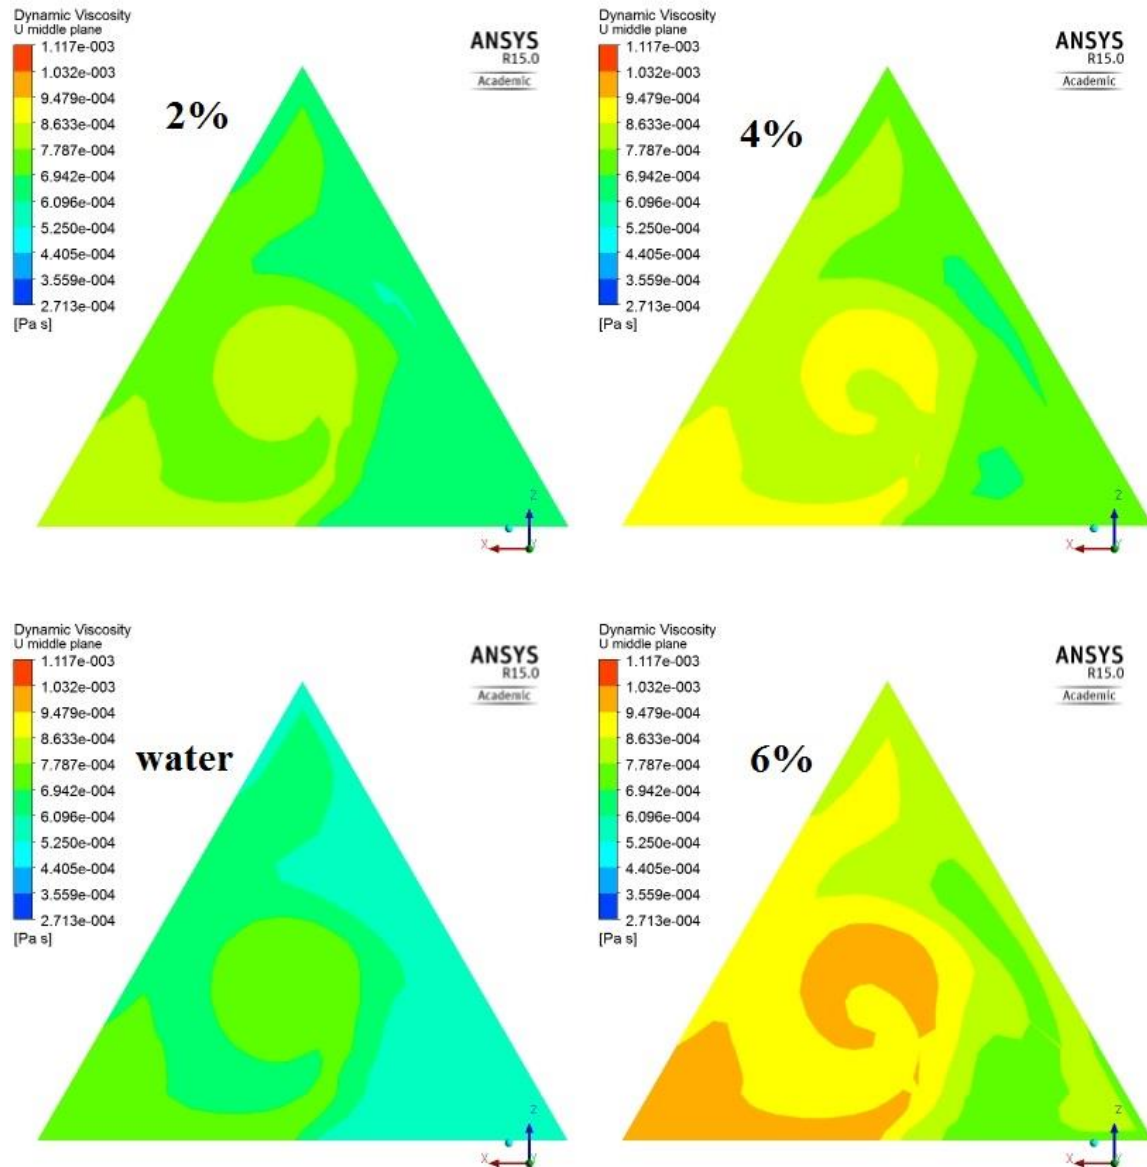 Dynamic Viscosity
U middle plane
1.117e-003
1.032e-003
9.479e-004
8.633e-004
7.787e-004
6.942e-004
6.096e-004
5.250e-004
4.405e-004
3.559e-004
2.713e-004
[Pa s]
2%
ANSYS
R15.0
Academic
Z
X
Y
Dynamic Viscosity
U middle plane
1.117e-003
1.032e-003
9.479e-004
8.633e-004
7.787e-004
6.942e-004
6.096e-004
5.250e-004
4.405e-004
3.559e-004
2.713e-004
[Pa s]
4%
ANSYS
R15.0
Academic
Z
X
Y
Dynamic Viscosity
U middle plane
1.117e-003
1.032e-003
9.479e-004
8.633e-004
7.787e-004
6.942e-004
6.096e-004
5.250e-004
4.405e-004
3.559e-004
2.713e-004
[Pa s]
water
ANSYS
R15.0
Academic
Z
X
Y
Dynamic Viscosity
U middle plane
1.117e-003
1.032e-003
9.479e-004
8.633e-004
7.787e-004
6.942e-004
6.096e-004
5.250e-004
4.405e-004
3.559e-004
2.713e-004
[Pa s]
6%
ANSYS
R15.0
Academic
Z
X
Y